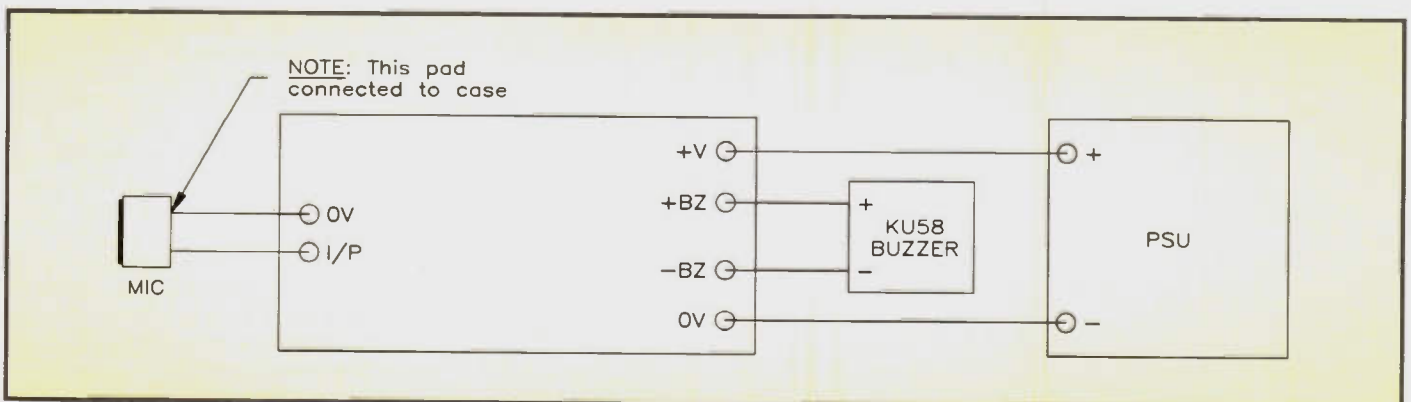 NOTE: This pad
connected to case
MIC
0V
I/P
+V
+BZ
-BZ
0V
+
KU58
BUZZER
-
+
PSU
-